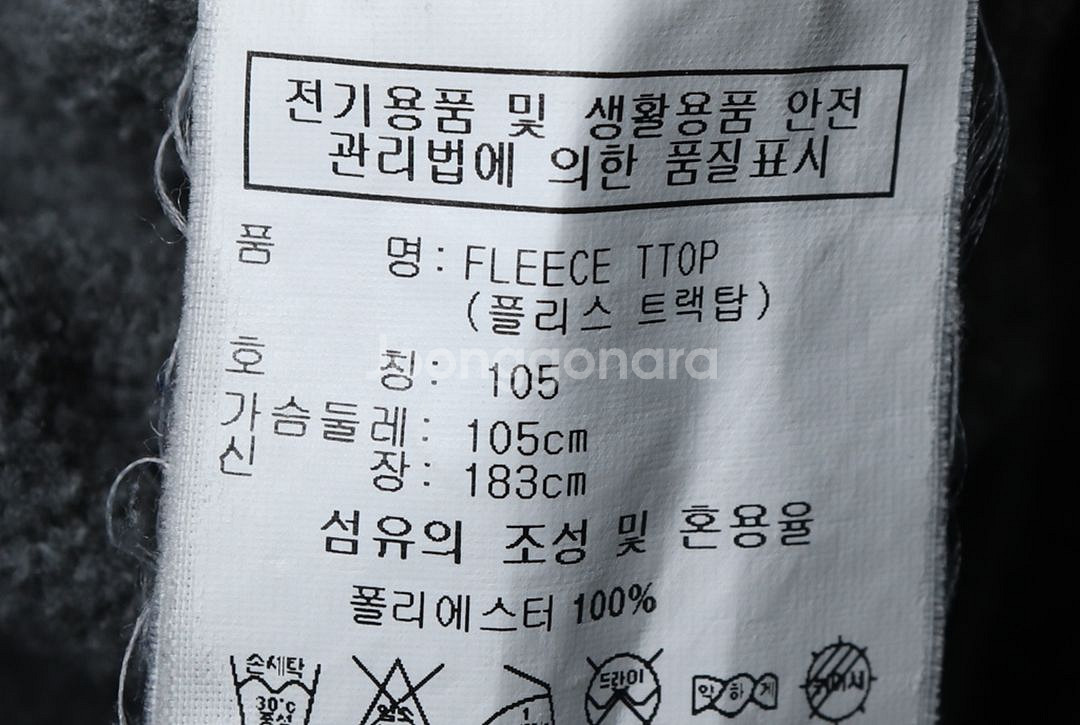 전기용품 및 생활용품 안전
관리법에 의한 품질표시
품 명: FLEECE TTOP
(플리스 트랙탑)
호 칭: 105
Joonggonara
가슴둘레: 105cm
신 장: 183cm
섬유의 조성 및 혼용율
폴리에스터 100%
손세탁 드라이 약하게
30°c
중성